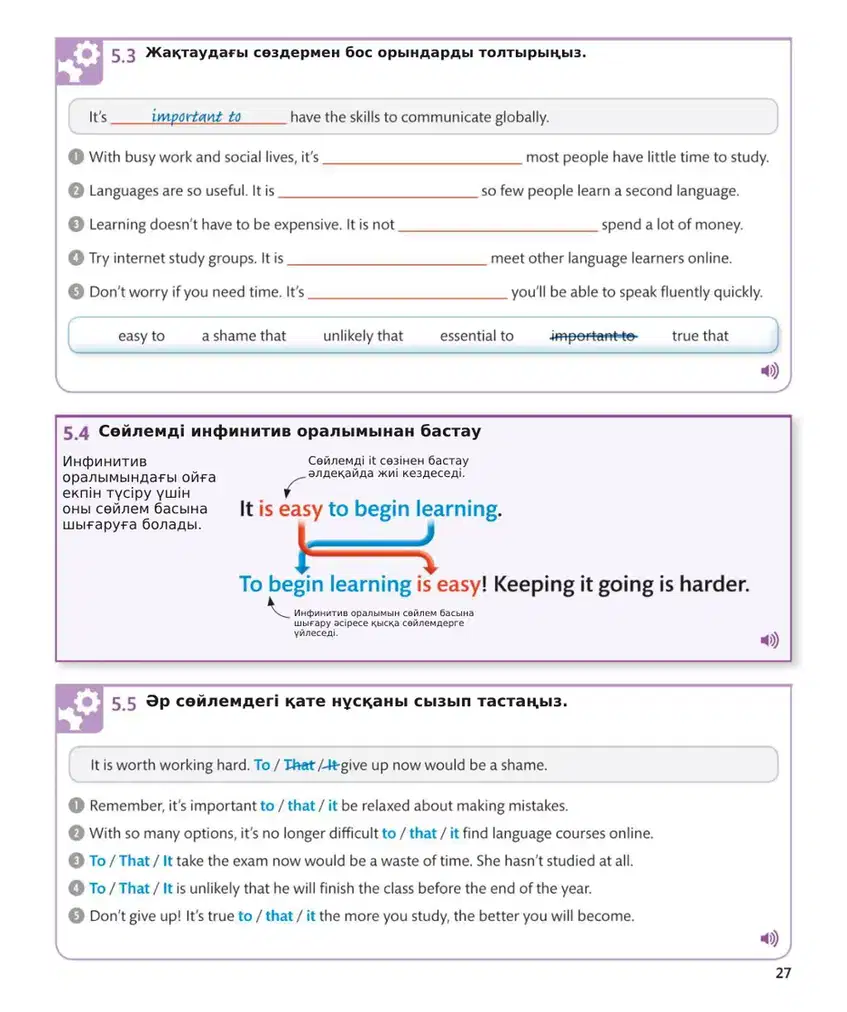 5.3 Жақтаудағы сөздермен бос орындарды толтырыңыз.
It's important to have the skills to communicate globally.
1 With busy work and social lives, it's ____ most people have little time to study.
2 Languages are so useful. It is ____ so few people learn a second language.
3 Learning doesn't have to be expensive. It is not ____ spend a lot of money.
4 Try internet study groups. It is ____ meet other language learners online.
5 Don't worry if you need time. It's ____ you'll be able to speak fluently quickly.
easy to a shame that unlikely that essential to important to true that
5.4 Сөйлемді инфинитив оралымынан бастау
Инфинитив
оралымындағы ойға
екпін түсіру үшін
оны сөйлем басына
шығаруға болады.
Сөйлемді it сөзінен бастау
әлдеқайда жиі кездеседі.
It is easy to begin learning.
To begin learning is easy! Keeping it going is harder.
Инфинитив оралымын сөйлем басына
шығару әсіресе қысқа сөйлемдерге
үйлеседі.
5.5 Әр сөйлемдегі қате нұсқаны сызып тастаңыз.
It is worth working hard. To / That / It give up now would be a shame.
1 Remember, it's important to / that / it be relaxed about making mistakes.
2 With so many options, it's no longer difficult to / that / it find language courses online.
3 To / That / It take the exam now would be a waste of time. She hasn't studied at all.
4 To / That / It is unlikely that he will finish the class before the end of the year.
5 Don't give up! It's true to / that / it the more you study, the better you will become.
27